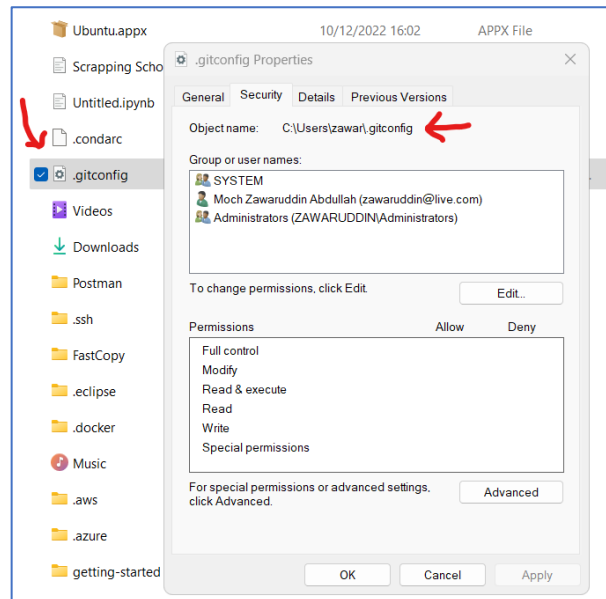 Ubuntu.appx 10/12/2022 16:02 APPX File
Scrapping Scho
Untitled.ipynb
.condarc
.gitconfig
Videos
Downloads
Postman
.ssh
FastCopy
.eclipse
.docker
Music
.aws
.azure
getting-started
.gitconfig Properties
General Security Details Previous Versions
Object name: C:\Users\zawar\.gitconfig
Group or user names:
SYSTEM
Moch Zawaruddin Abdullah (zawaruddin@live.com)
Administrators (ZAWARUDDIN\Administrators)
To change permissions, click Edit.
Edit...
Permissions Allow Deny
Full control
Modify
Read & execute
Read
Write
Special permissions
For special permissions or advanced settings,
click Advanced.
Advanced
OK Cancel Apply